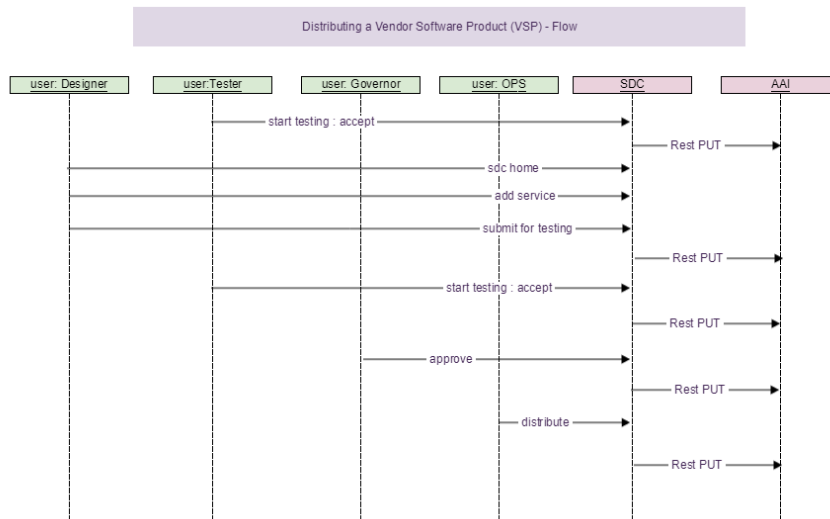 Distributing a Vendor Software Product (VSP) - Flow
user: Designer
user:Tester
user: Governor
user: OPS
SDC
AAI
start testing : accept
Rest PUT
sdc home
add service
submit for testing
Rest PUT
start testing : accept
Rest PUT
approve
Rest PUT
distribute
Rest PUT